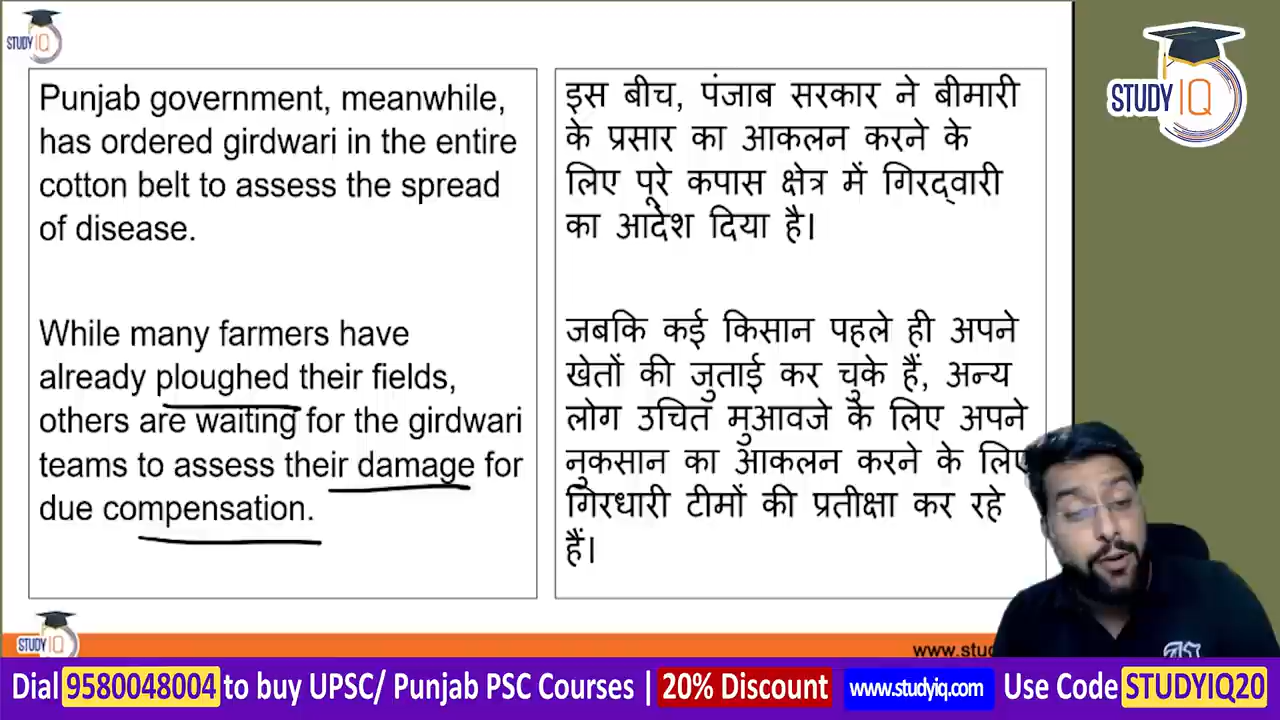 STUDY IQ
Punjab government, meanwhile,
has ordered girdwari in the entire
cotton belt to assess the spread
of disease.
While many farmers have
already ploughed their fields,
others are waiting for the girdwari
teams to assess their damage for
due compensation.
इस बीच, पंजाब सरकार ने बीमारी
के प्रसार का आकलन करने के
लिए पूरे कपास क्षेत्र में गिरद्वारी
का आदेश दिया है।
जबकि कई किसान पहले ही अपने
खेतों की जुताई कर चुके हैं, अन्य
लोग उचित मुआवजे के लिए अपने
नुकसान का आकलन करने के लिए
गिरधारी टीमों की प्रतीक्षा कर रहे
हैं।
STUDY IQ
STUDY IQ
www.stud
Dial 9580048004 to buy UPSC/ Punjab PSC Courses | 20% Discount www.studyiq.com Use Code STUDYIQ20